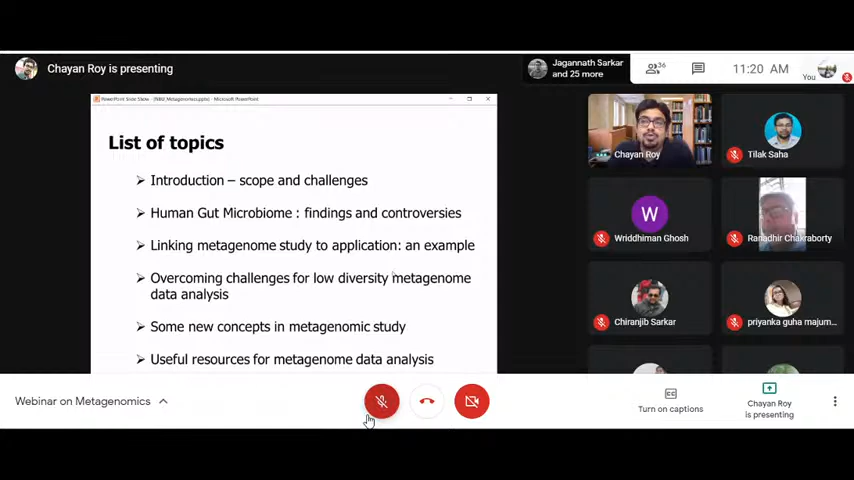 Chayan Roy is presenting
Jagannath Sarkar
and 25 more
36
11:20 AM
You
List of topics
➢ Introduction – scope and challenges
➢ Human Gut Microbiome : findings and controversies
➢ Linking metagenome study to application: an example
➢ Overcoming challenges for low diversity metagenome
data analysis
➢ Some new concepts in metagenomic study
➢ Useful resources for metagenome data analysis
Chayan Roy
Tilak Saha
W
Wriddhiman Ghosh
Ranadhir Chakraborty
Chiranjib Sarkar
priyanka guha majum...
Webinar on Metagenomics
Turn on captions
Chayan Roy
is presenting